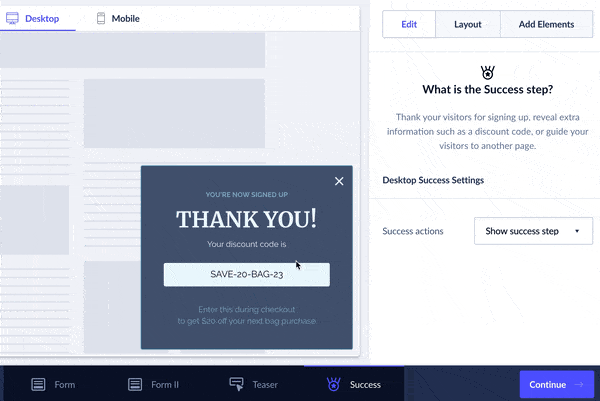 Desktop
Mobile
Edit
Layout
Add Elements
What is the Success step?
Thank your visitors for signing up, reveal extra
information such as a discount code, or guide your
visitors to another page.
Desktop Success Settings
Success actions
Show success step
YOU'RE NOW SIGNED UP
THANK YOU!
Your discount code is
SAVE-20-BAG-23
Enter this during checkout
to get $20 off your next bag purchase.
Form
Form II
Teaser
Success
Continue